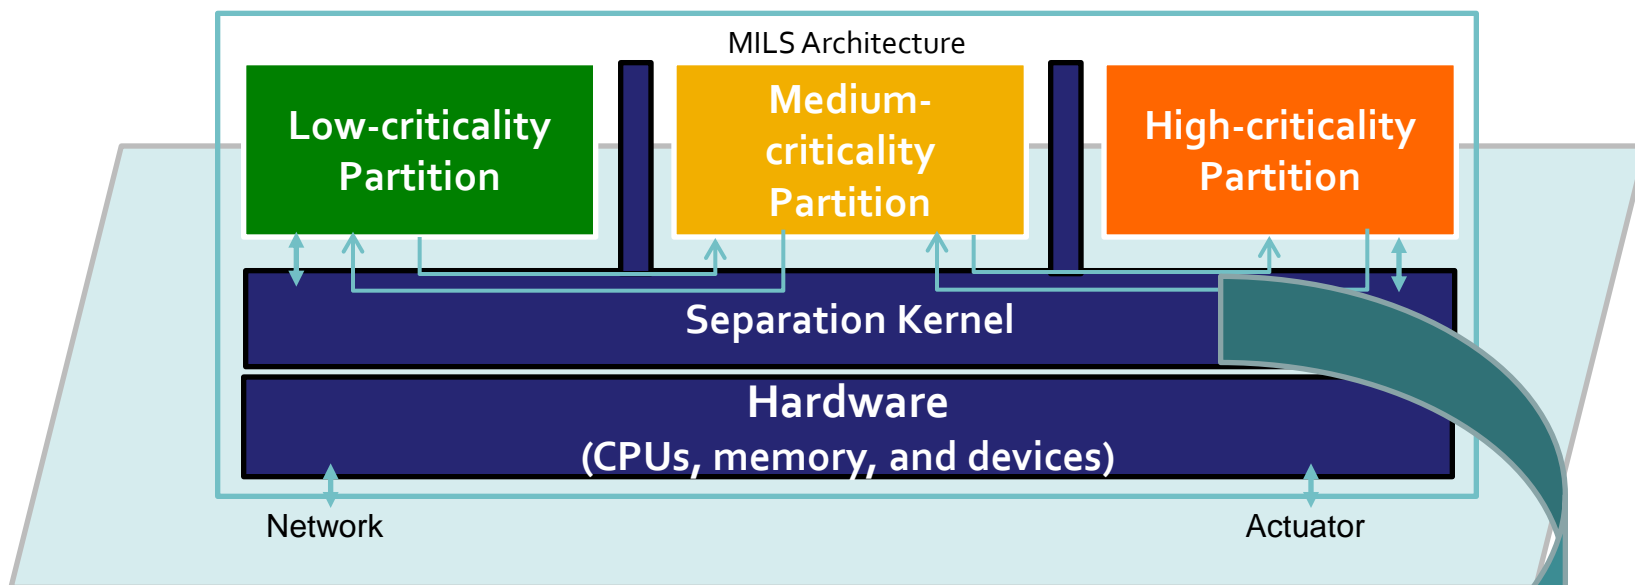 MILS Architecture
Low-criticality
Partition
Medium-
criticality
Partition
High-criticality
Partition
Separation Kernel
Hardware
(CPUs, memory, and devices)
Network
Actuator